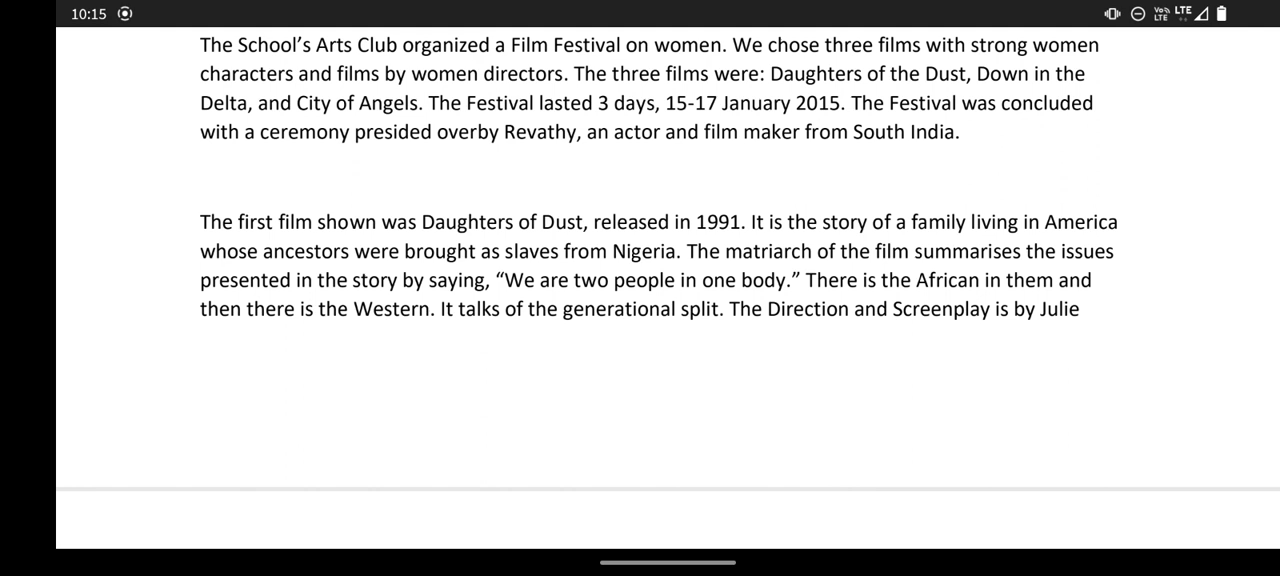 10:15
Vo LTE LTE
The School’s Arts Club organized a Film Festival on women. We chose three films with strong women
characters and films by women directors. The three films were: Daughters of the Dust, Down in the
Delta, and City of Angels. The Festival lasted 3 days, 15-17 January 2015. The Festival was concluded
with a ceremony presided overby Revathy, an actor and film maker from South India.
The first film shown was Daughters of Dust, released in 1991. It is the story of a family living in America
whose ancestors were brought as slaves from Nigeria. The matriarch of the film summarises the issues
presented in the story by saying, “We are two people in one body.” There is the African in them and
then there is the Western. It talks of the generational split. The Direction and Screenplay is by Julie